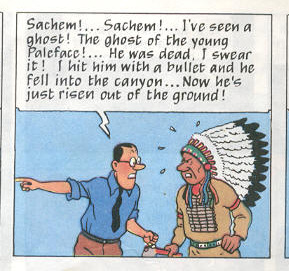 Sachem!... Sachem!... I've seen a
ghost! The ghost of the young
Paleface!... He was dead, I swear
it! I hit him with a bullet and he
fell into the canyon... Now he's
just risen out of the ground!